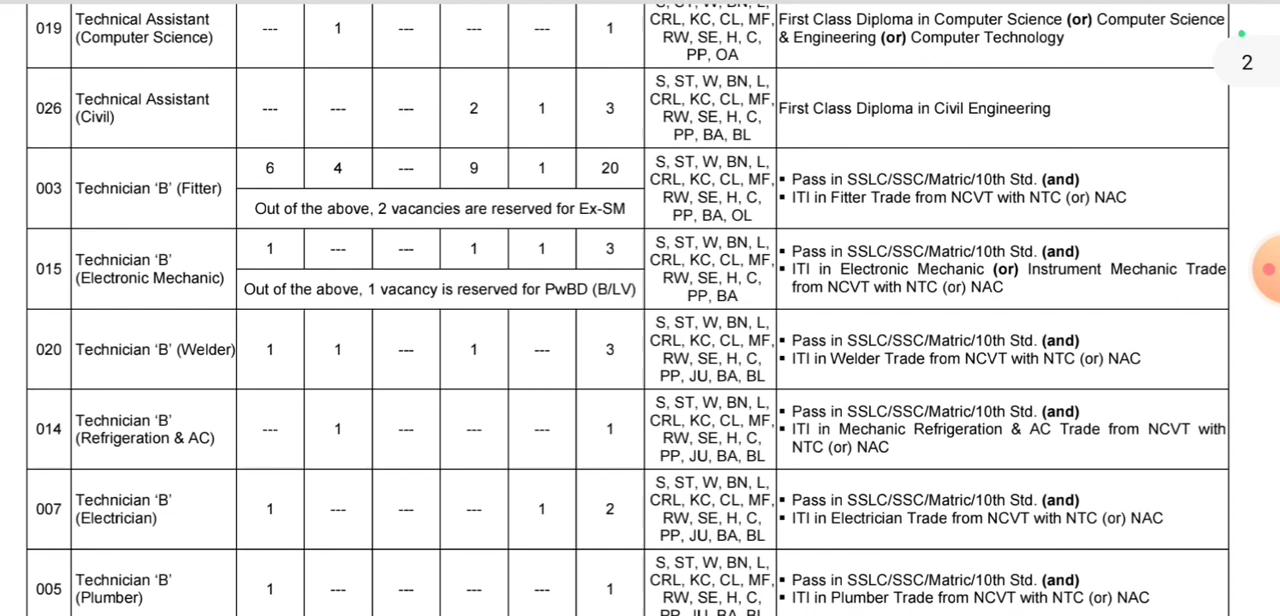 019 Technical Assistant (Computer Science) --- 1 --- --- --- 1
CRL, KC, CL, MF,
RW, SE, H, C,
PP, OA
First Class Diploma in Computer Science (or) Computer Science
& Engineering (or) Computer Technology
2
026 Technical Assistant (Civil) --- --- --- 2 1 3
S, ST, W, BN, L,
CRL, KC, CL, MF,
RW, SE, H, C,
PP, BA, BL
First Class Diploma in Civil Engineering
003 Technician ‘B’ (Fitter) 6 4 --- 9 1 20
Out of the above, 2 vacancies are reserved for Ex-SM
S, ST, W, BN, L,
CRL, KC, CL, MF,
RW, SE, H, C,
PP, BA, OL
▪ Pass in SSLC/SSC/Matric/10th Std. (and)
▪ ITI in Fitter Trade from NCVT with NTC (or) NAC
015 Technician ‘B’ (Electronic Mechanic) 1 --- --- 1 1 3
Out of the above, 1 vacancy is reserved for PwBD (B/LV)
S, ST, W, BN, L,
CRL, KC, CL, MF,
RW, SE, H, C,
PP, BA
▪ Pass in SSLC/SSC/Matric/10th Std. (and)
▪ ITI in Electronic Mechanic (or) Instrument Mechanic Trade
from NCVT with NTC (or) NAC
020 Technician ‘B’ (Welder) 1 1 --- 1 --- 3
S, ST, W, BN, L,
CRL, KC, CL, MF,
RW, SE, H, C,
PP, JU, BA, BL
▪ Pass in SSLC/SSC/Matric/10th Std. (and)
▪ ITI in Welder Trade from NCVT with NTC (or) NAC
014 Technician ‘B’ (Refrigeration & AC) --- 1 --- --- --- 1
S, ST, W, BN, L,
CRL, KC, CL, MF,
RW, SE, H, C,
PP, JU, BA, BL
▪ Pass in SSLC/SSC/Matric/10th Std. (and)
▪ ITI in Mechanic Refrigeration & AC Trade from NCVT with
NTC (or) NAC
007 Technician ‘B’ (Electrician) 1 --- --- --- 1 2
S, ST, W, BN, L,
CRL, KC, CL, MF,
RW, SE, H, C,
PP, JU, BA, BL
▪ Pass in SSLC/SSC/Matric/10th Std. (and)
▪ ITI in Electrician Trade from NCVT with NTC (or) NAC
005 Technician ‘B’ (Plumber) 1 --- --- --- --- 1
S, ST, W, BN, L,
CRL, KC, CL, MF,
RW, SE, H, C,
▪ Pass in SSLC/SSC/Matric/10th Std. (and)
▪ ITI in Plumber Trade from NCVT with NTC (or) NAC